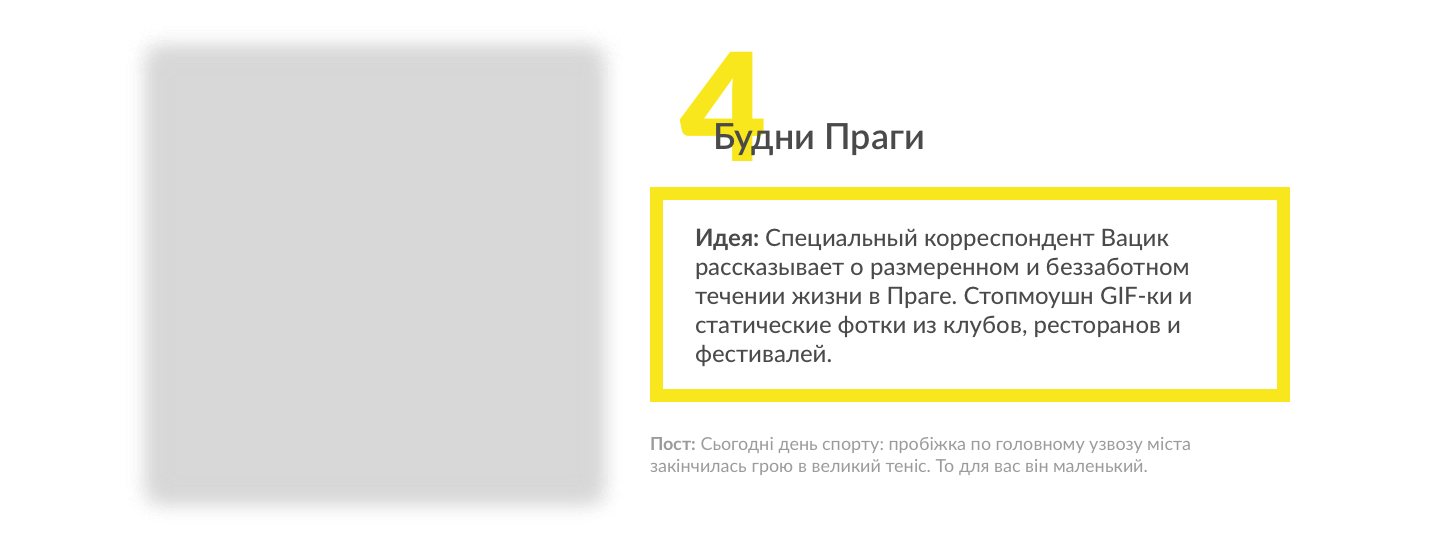 4
Будни Праги
Идея: Специальный корреспондент Вацик
рассказывает о размеренном и беззаботном
течении жизни в Праге. Стопмоушн GIF-ки и
статические фотки из клубов, ресторанов и
фестивалей.
Пост: Сьогодні день спорту: пробіжка по головному узвозу міста
закінчилась грою в великий теніс. То для вас він маленький.